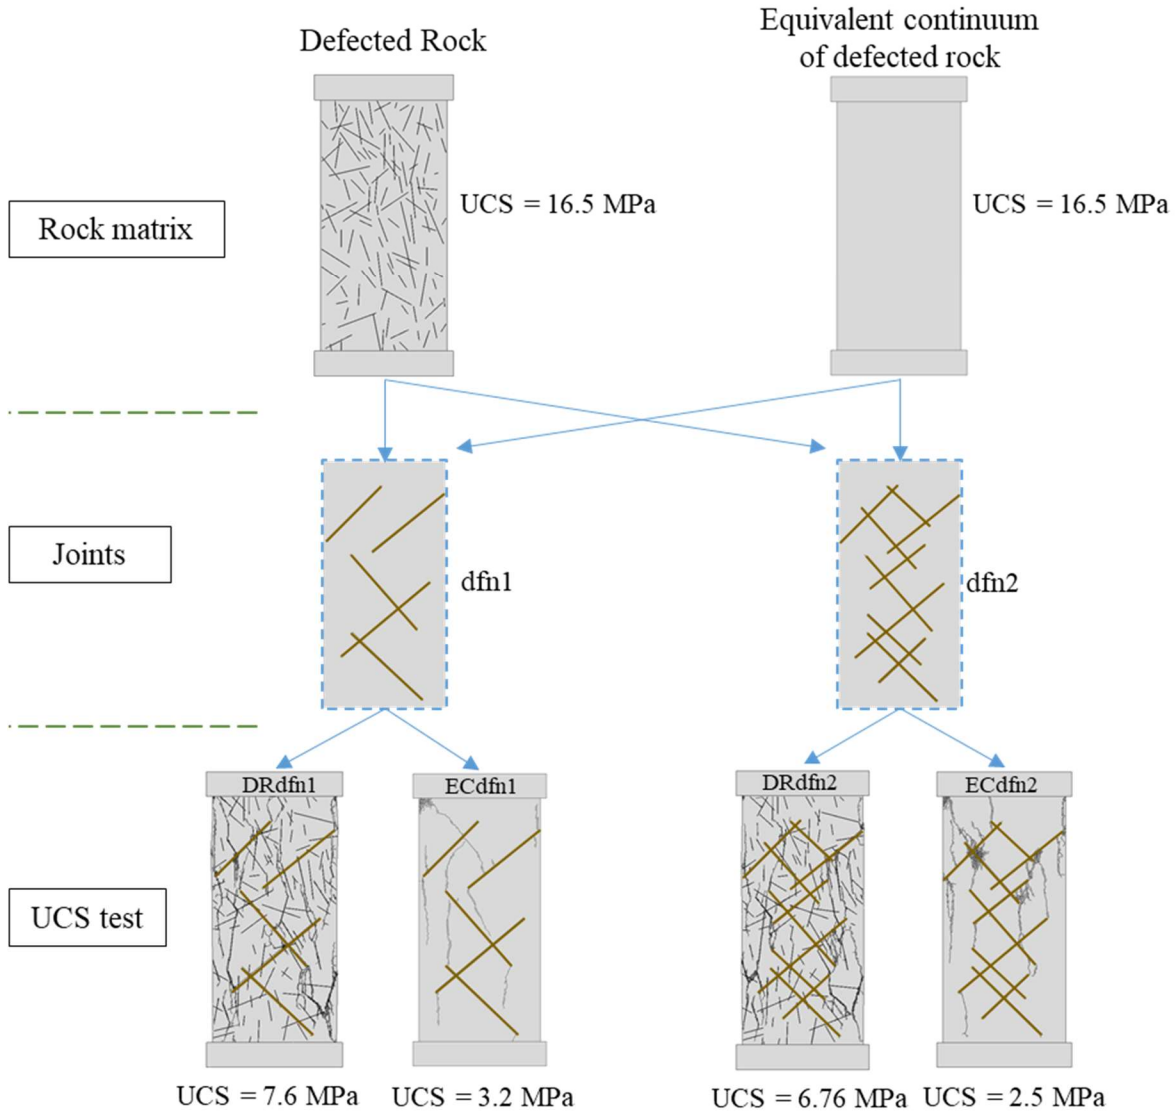 Defected Rock
Equivalent continuum
of defected rock
Rock matrix
UCS = 16.5 MPa
UCS = 16.5 MPa
Joints
dfn1
dfn2
DRdfn1
ECdfn1
DRdfn2
ECdfn2
UCS test
UCS = 7.6 MPa
UCS = 3.2 MPa
UCS = 6.76 MPa
UCS = 2.5 MPa